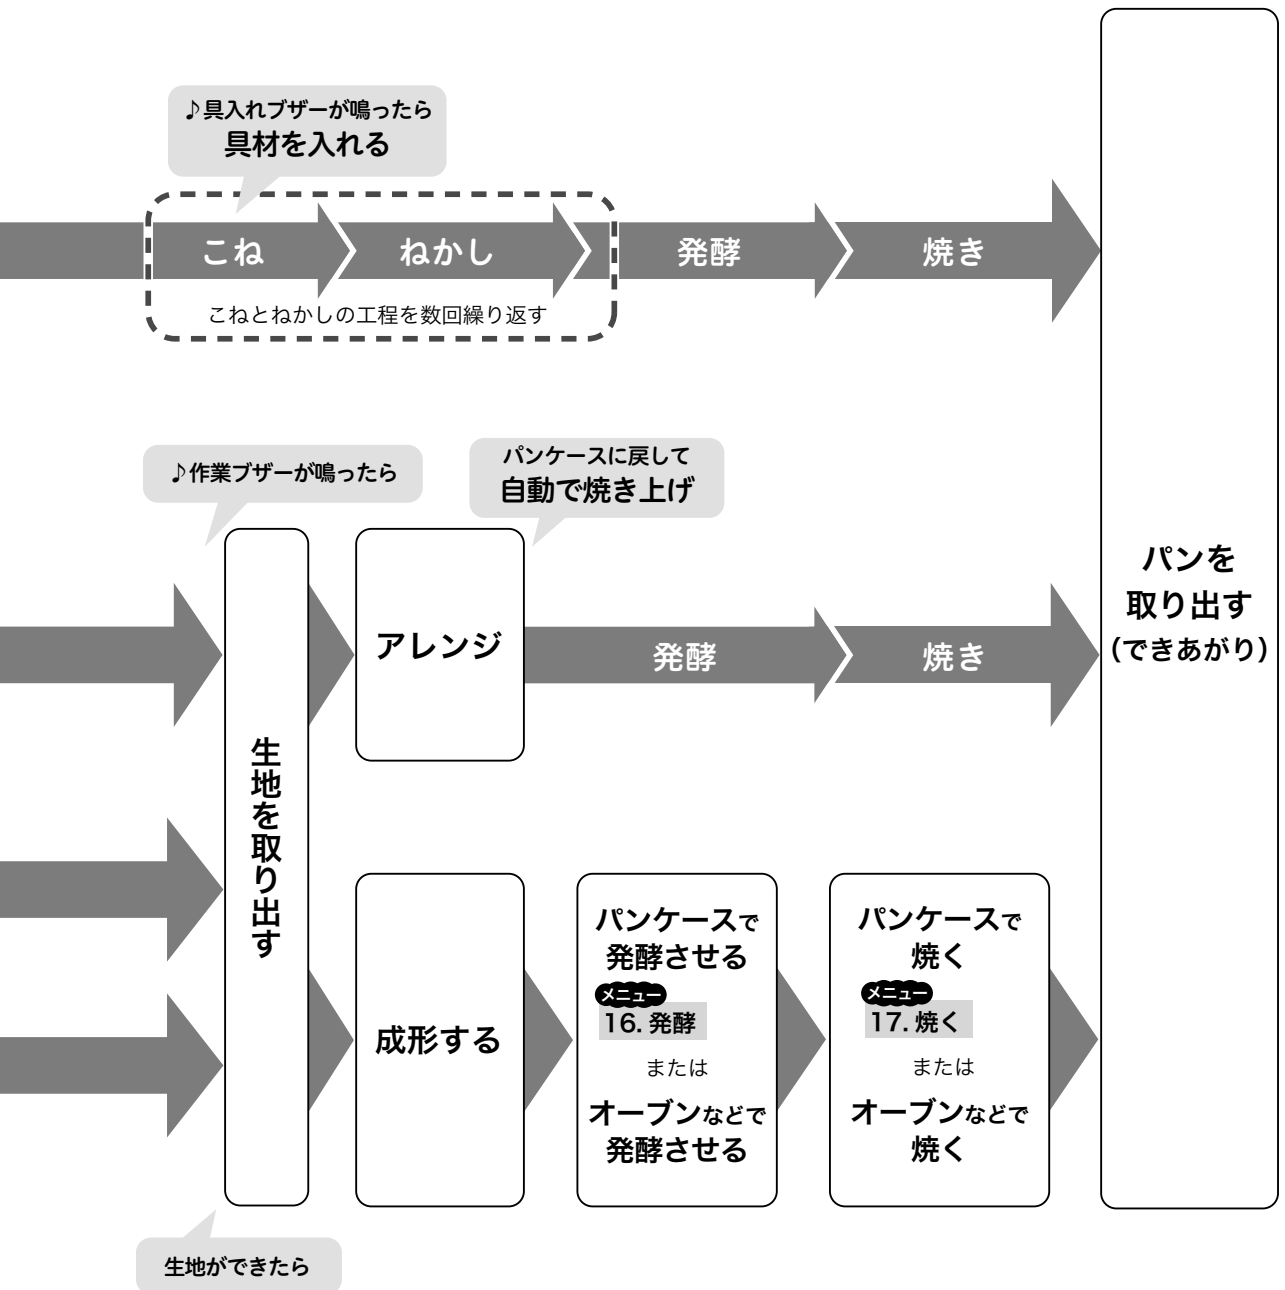 ♪具入れブザーが鳴ったら
具材を入れる
こね
ねかし
発酵
焼き
こねとねかしの工程を数回繰り返す
♪作業ブザーが鳴ったら
パンケースに戻して
自動で焼き上げ
生地を取り出す
アレンジ
発酵
焼き
成形する
パンケースで
発酵させる
メニュー
16. 発酵
または
オーブンなどで
発酵させる
パンケースで
焼く
メニュー
17. 焼く
または
オーブンなどで
焼く
パンを
取り出す
(できあがり)
生地ができたら